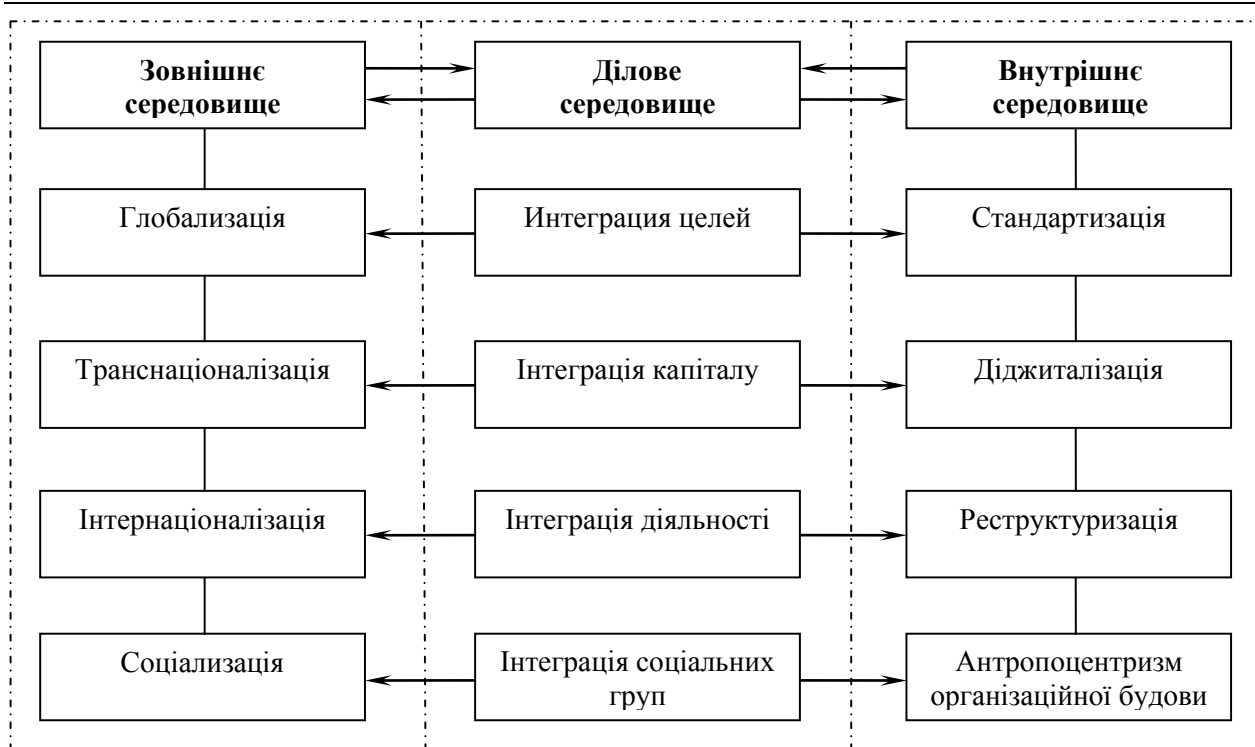 Зовнішнє
середовище
Ділове
середовище
Внутрішнє
середовище
Глобализація
Интеграция целей
Стандартизація
Транснаціоналізація
Інтеграція капіталу
Діджиталізація
Інтернаціоналізація
Інтеграція діяльності
Реструктуризація
Соціализація
Інтеграція соціальних
груп
Антропоцентризм
організаційної будови